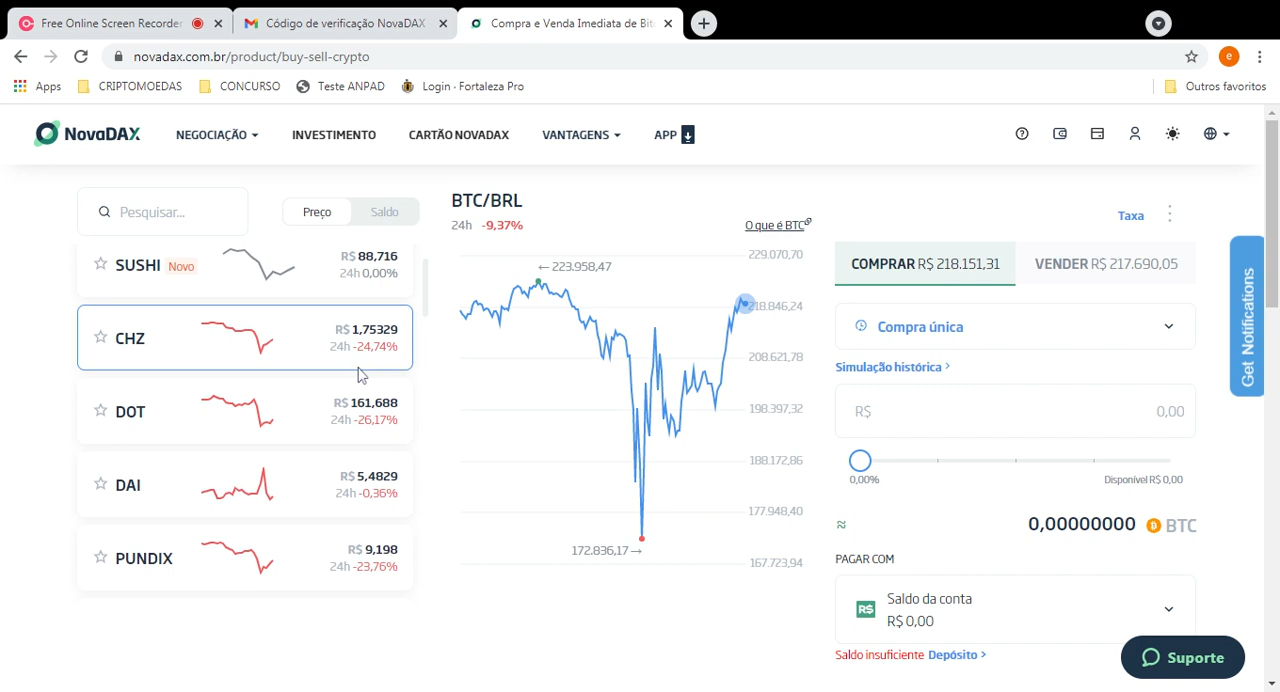 Free Online Screen Recorder
Código de verificação NovaDAX
Compra e Venda Imediata de Bit
novadax.com.br/product/buy-sell-crypto
e
Apps CRIPTOMOEDAS CONCURSO Teste ANPAD Login · Fortaleza Pro Outros favoritos
NovaDAX NEGOCIAÇÃO INVESTIMENTO CARTÃO NOVADAX VANTAGENS APP
Pesquisar...
Preço Saldo
SUSHI Novo
R$ 88,716
24h 0,00%
CHZ
R$ 1,75329
24h -24,74%
DOT
R$ 161,688
24h -26,17%
DAI
R$ 5,4829
24h -0,36%
PUNDIX
R$ 9,198
24h -23,76%
BTC/BRL
24h -9,37%
O que é BTC
229.070,70
←223.958,47
218.846,24
208.621,78
198.397,32
188.172,86
177.948,40
172.836,17→
167.723,94
Taxa
COMPRAR R$ 218.151,31
VENDER R$ 217.690,05
Compra única
Simulação histórica >
R$ 0,00
0,00% Disponível R$ 0,00
≈ 0,00000000 BTC
PAGAR COM
R$ Saldo da conta
R$ 0,00
Saldo insuficiente Depósito >
Get Notifications
Suporte